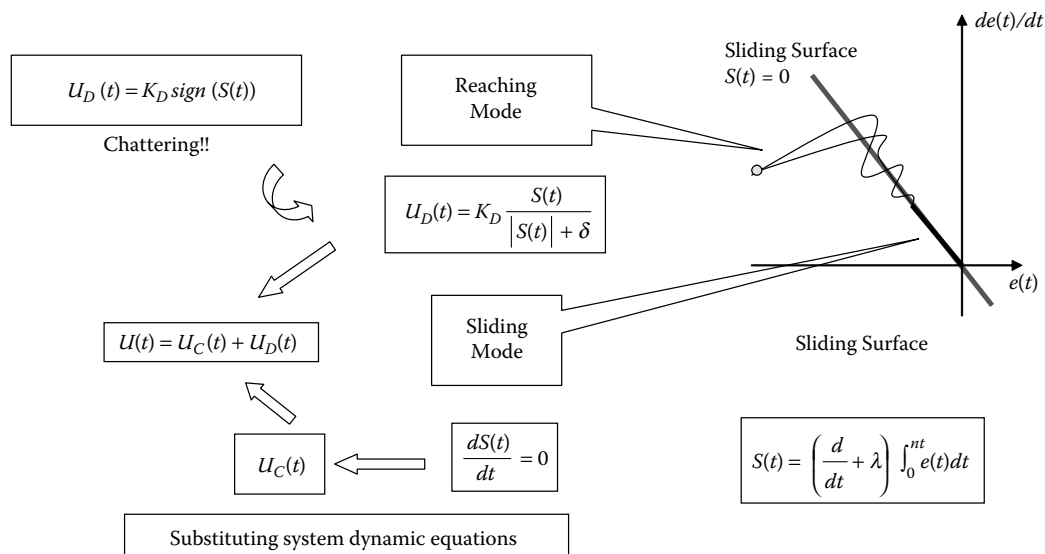 de(t)/dt
Sliding Surface
S(t) = 0
U_D (t) = K_D sign (S(t))
Chattering!!
Reaching
Mode
U_D(t) = K_D S(t) / (|S(t)| + δ)
e(t)
Sliding
Mode
Sliding Surface
U(t) = U_C(t) + U_D(t)
U_C(t)
dS(t)/dt = 0
S(t) = (d/dt + λ) ∫_0^{nt} e(t)dt
Substituting system dynamic equations